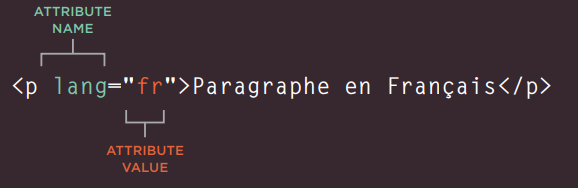 ATTRIBUTE
NAME
<p lang="fr">Paragraphe en Français</p>
ATTRIBUTE
VALUE